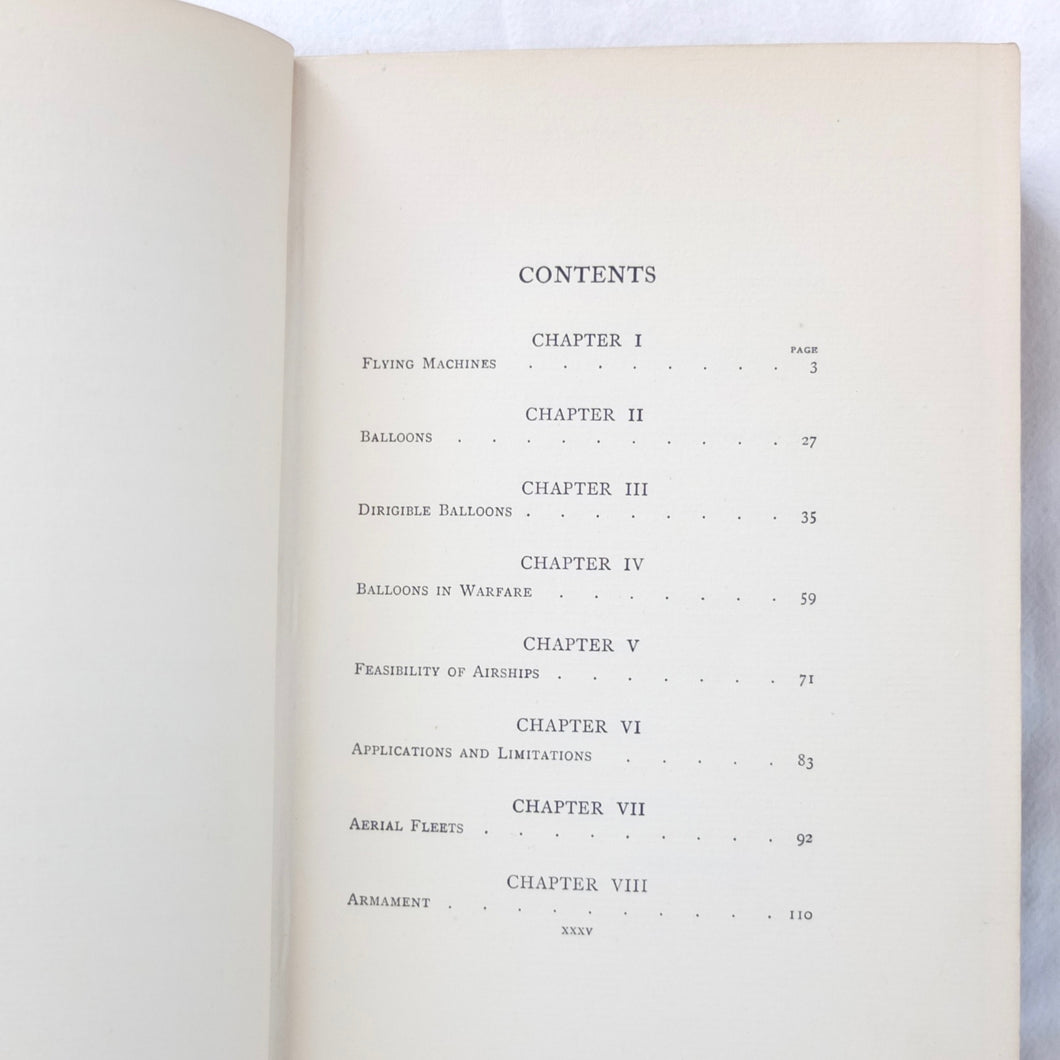 CONTENTS
CHAPTER I
PAGE
FLYING MACHINES . . . . . . . . 3
CHAPTER II
BALLOONS . . . . . . . . . . 27
CHAPTER III
DIRIGIBLE BALLOONS . . . . . . . . 35
CHAPTER IV
BALLOONS IN WARFARE . . . . . . . 59
CHAPTER V
FEASIBILITY OF AIRSHIPS . . . . . . . 71
CHAPTER VI
APPLICATIONS AND LIMITATIONS . . . . . 83
CHAPTER VII
AERIAL FLEETS . . . . . . . . . 92
CHAPTER VIII
ARMAMENT . . . . . . . . . . 110
xxxv